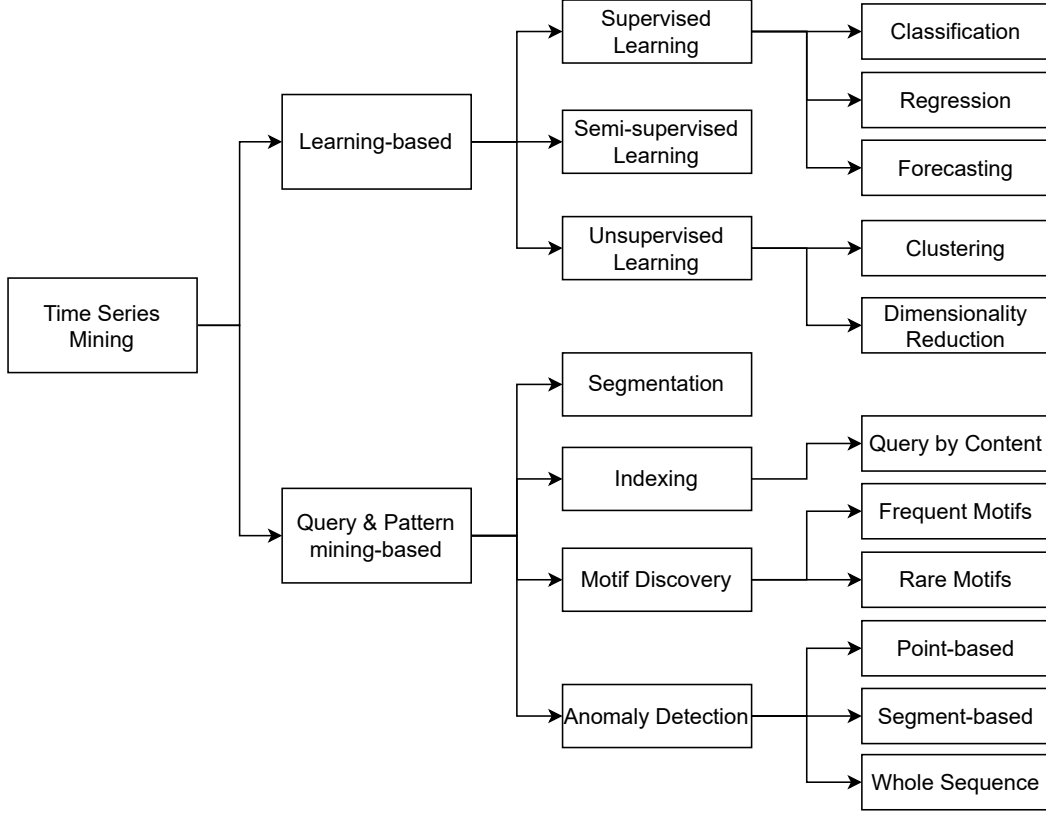 Time Series
Mining
Learning-based
Query & Pattern
mining-based
Supervised
Learning
Semi-supervised
Learning
Unsupervised
Learning
Segmentation
Indexing
Motif Discovery
Anomaly Detection
Classification
Regression
Forecasting
Clustering
Dimensionality
Reduction
Query by Content
Frequent Motifs
Rare Motifs
Point-based
Segment-based
Whole Sequence